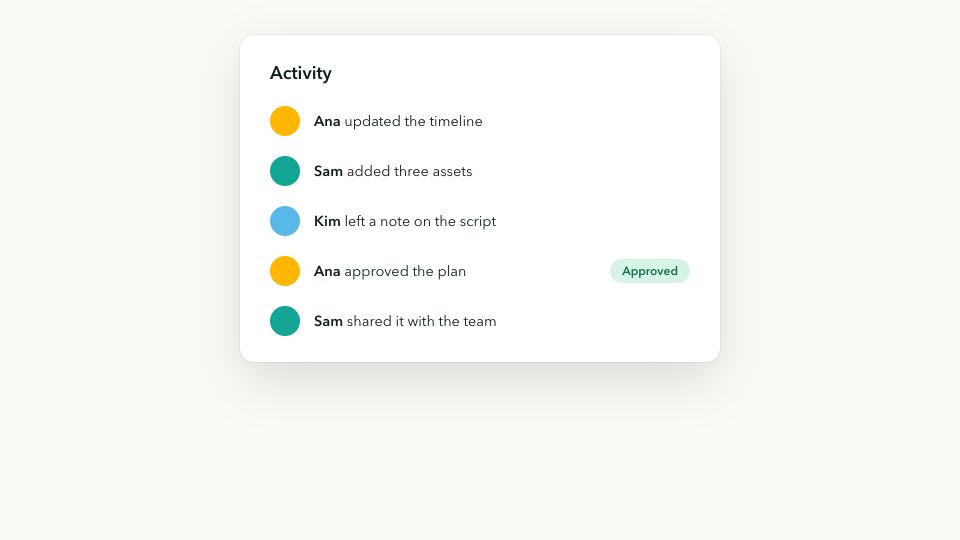 Activity
Ana updated the timeline
Sam added three assets
Kim left a note on the script
Ana approved the plan Approved
Sam shared it with the team